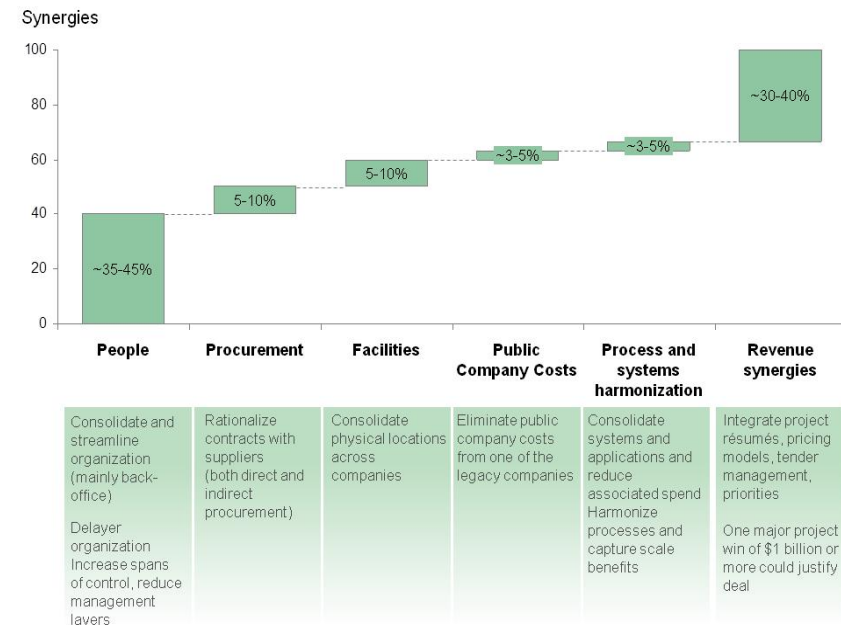 Synergies
100
80
60
40
20
0
~35-45%
5-10%
5-10%
~3-5%
~3-5%
~30-40%
People
Procurement
Facilities
Public
Company Costs
Process and
systems
harmonization
Revenue
synergies
Consolidate and
streamline
organization
(mainly back-
office)
Delayer
organization
Increase spans
of control, reduce
management
layers
Rationalize
contracts with
suppliers
(both direct and
indirect
procurement)
Consolidate
physical locations
across
companies
Eliminate public
company costs
from one of the
legacy companies
Consolidate
systems and
applications and
reduce
associated spend
Harmonize
processes and
capture scale
benefits
Integrate project
résumés, pricing
models, tender
management,
priorities
One major project
win of $1 billion or
more could justify
deal